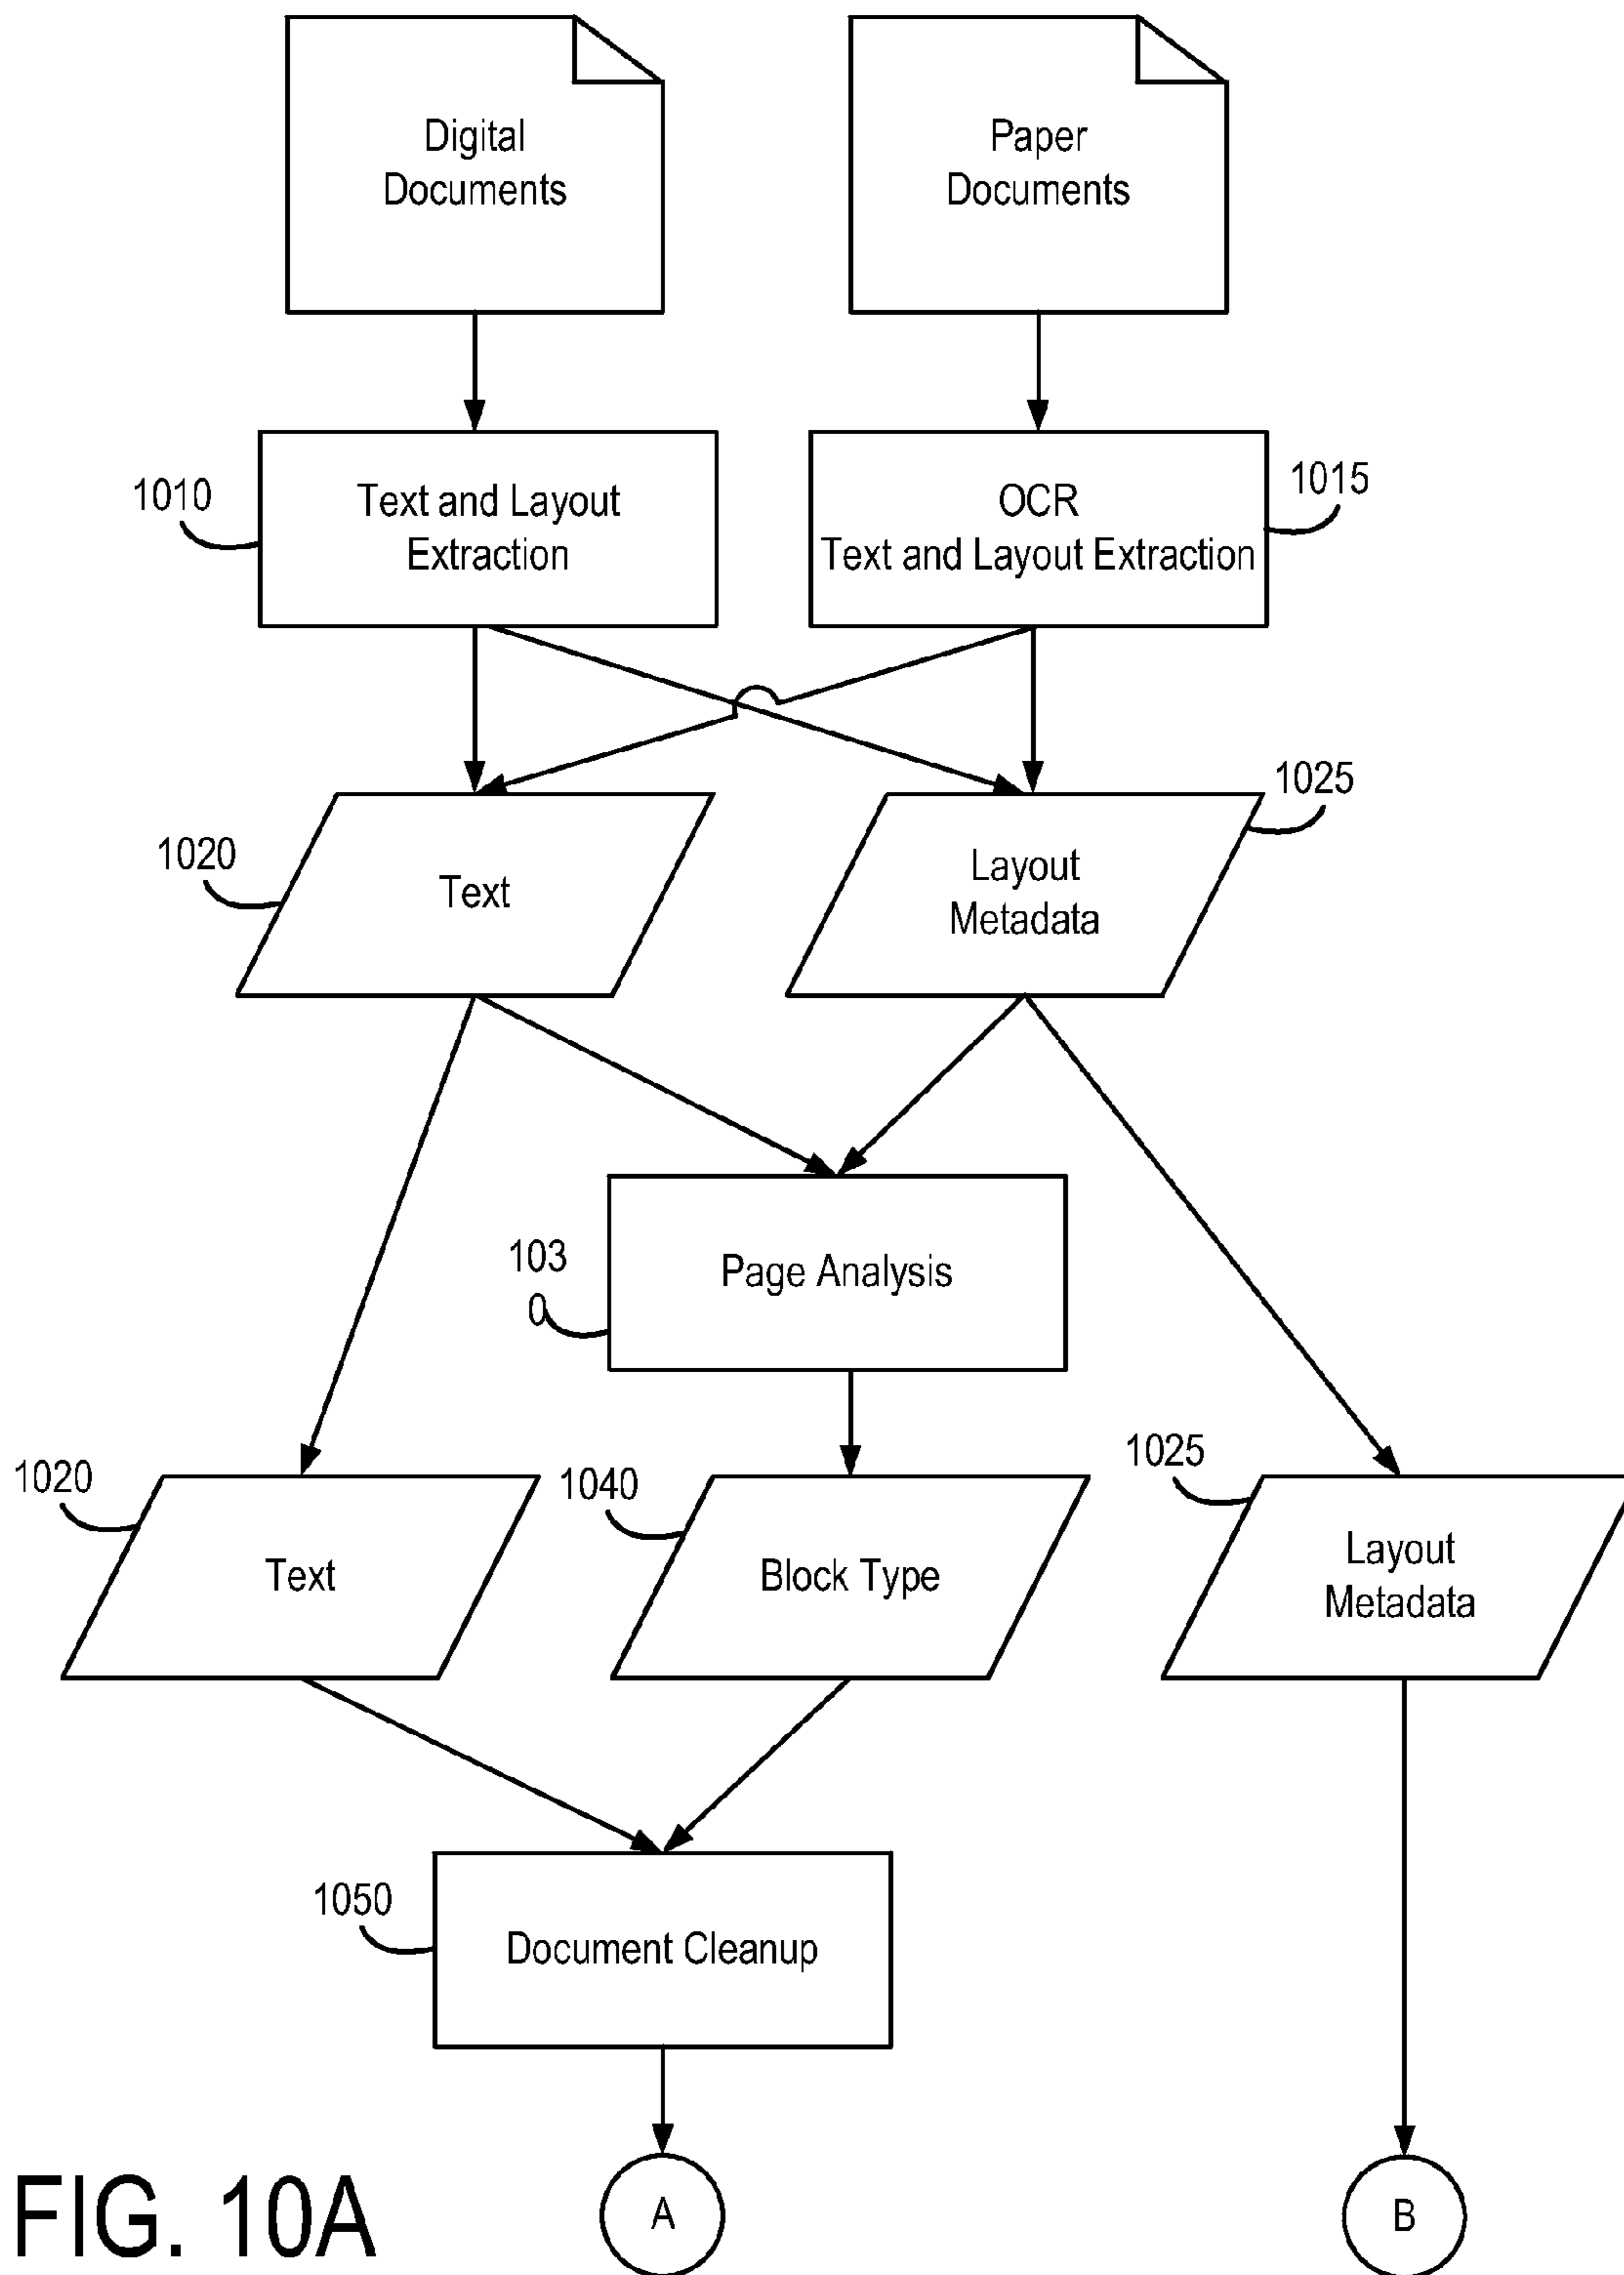 Digital
Documents
Paper
Documents
1010
Text and Layout
Extraction
OCR
Text and Layout Extraction
1015
1020
Text
Layout
Metadata
1025
103
0
Page Analysis
1020
Text
1040
Block Type
1025
Layout
Metadata
1050
Document Cleanup
FIG. 10A
A
B